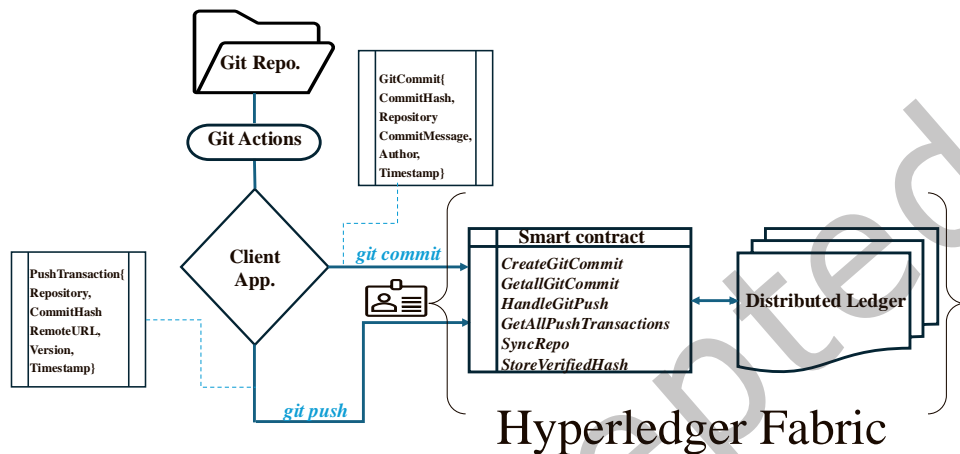 Git Repo.
Git Actions
GitCommit{
CommitHash,
Repository
CommitMessage,
Author,
Timestamp}
Client
App.
git commit
PushTransaction{
Repository,
CommitHash
RemoteURL,
Version,
Timestamp}
git push
Smart contract
CreateGitCommit
GetallGitCommit
HandleGitPush
GetAllPushTransactions
SyncRepo
StoreVerifiedHash
Distributed Ledger
Hyperledger Fabric
epted